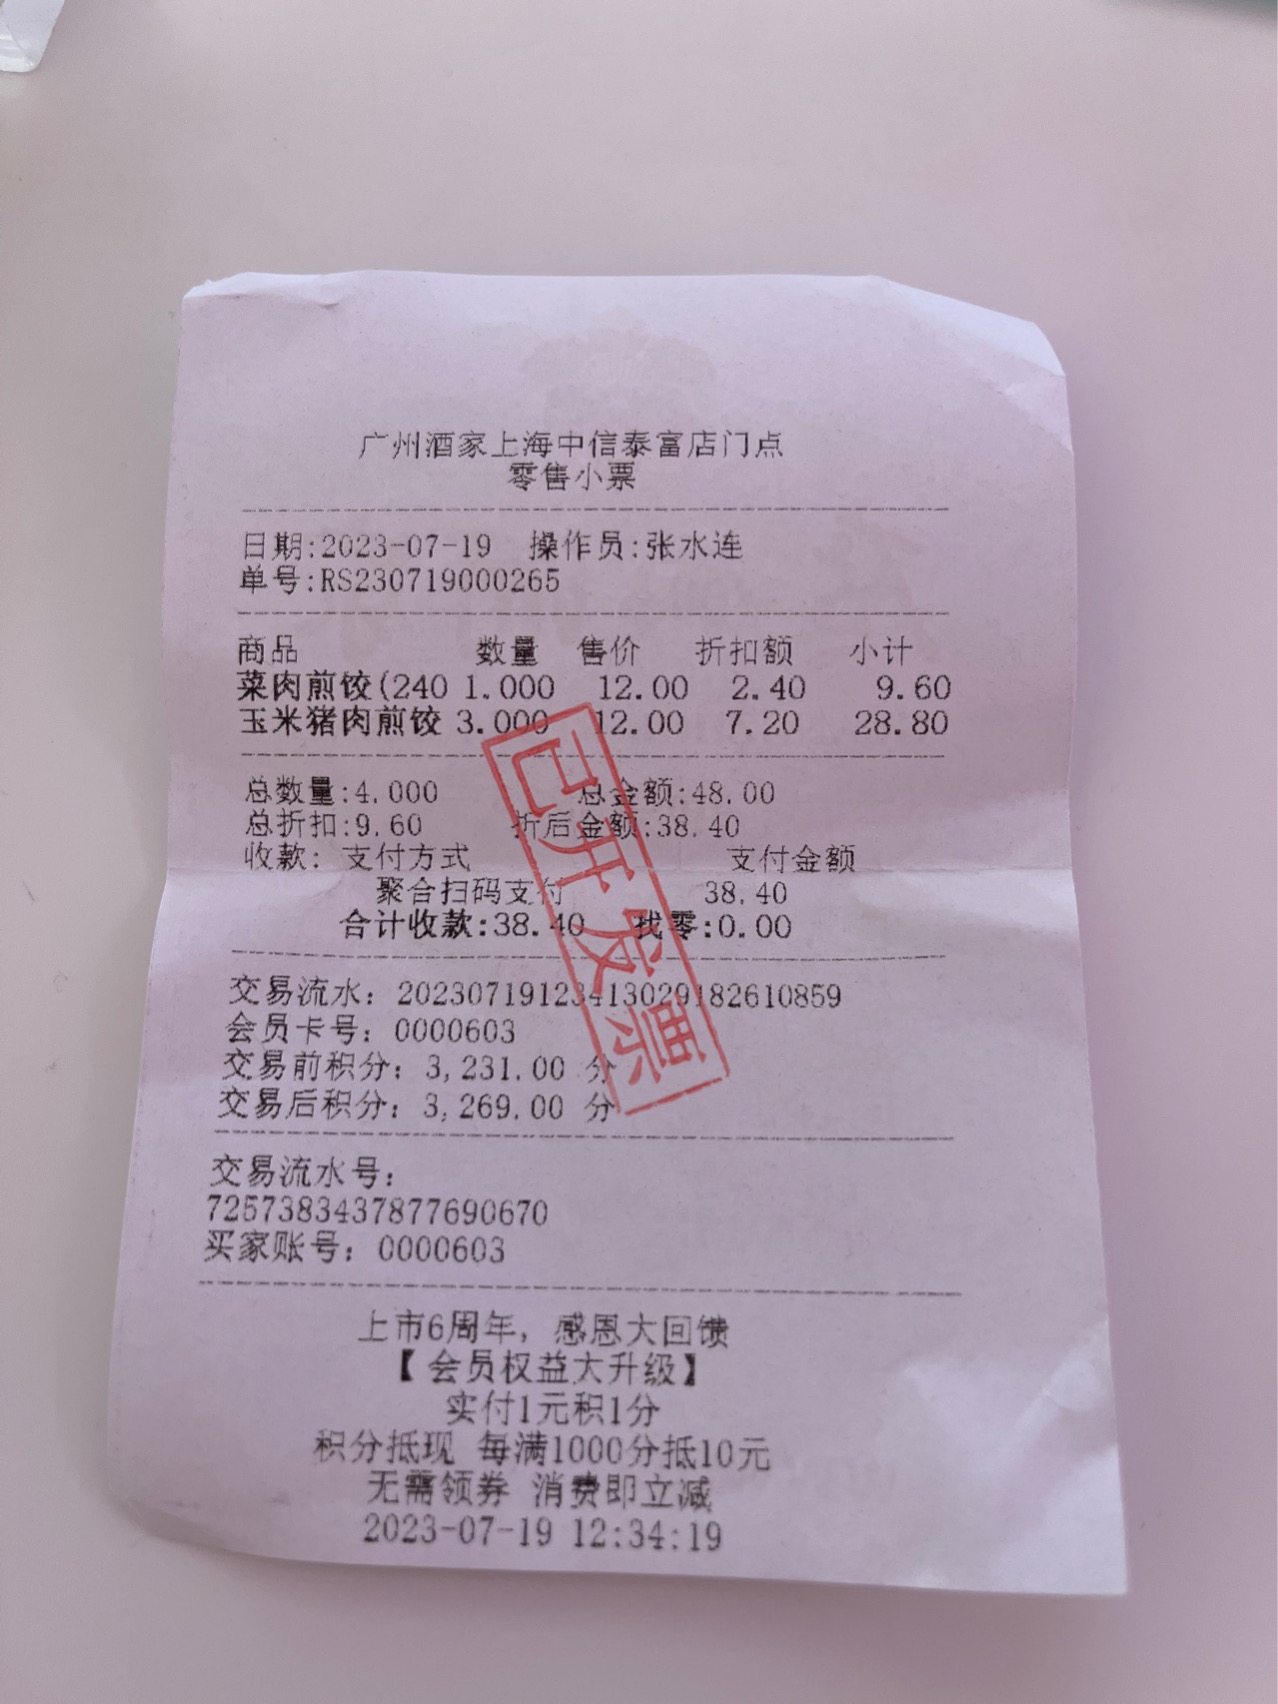 广州酒家上海中信泰富店门点
零售小票
日期:2023-07-19 操作员:张水连
单号:RS230719000265
商品 数量 售价 折扣额 小计
菜肉煎饺(240 1.000 12.00 2.40 9.60
玉米猪肉煎饺 3.000 12.00 7.20 28.80
总数量:4.000 总金额:48.00
总折扣:9.60 折后金额:38.40
收款: 支付方式 支付金额
聚合扫码支付 38.40
合计收款:38.40 找零:0.00
已开发票
交易流水: 20230719123413029182610859
会员卡号: 0000603
交易前积分: 3,231.00 分
交易后积分: 3,269.00 分
交易流水号:
7257383437877690670
买家账号: 0000603
上市6周年, 感恩大回馈
【会员权益大升级】
实付1元积1分
积分抵现 每满1000分抵10元
无需领券 消费即立减
2023-07-19 12:34:19